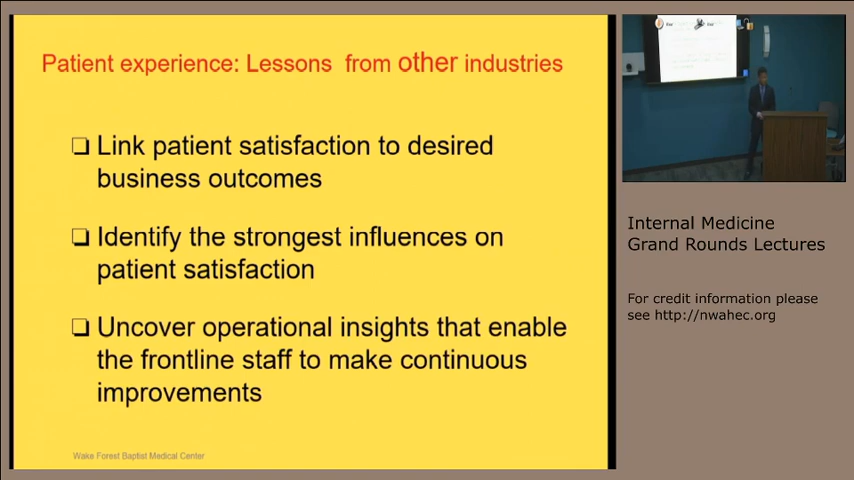 Patient experience: Lessons from other industries
❑ Link patient satisfaction to desired
business outcomes
❑ Identify the strongest influences on
patient satisfaction
❑ Uncover operational insights that enable
the frontline staff to make continuous
improvements
Wake Forest Baptist Medical Center
Internal Medicine
Grand Rounds Lectures
For credit information please
see http://nwahec.org